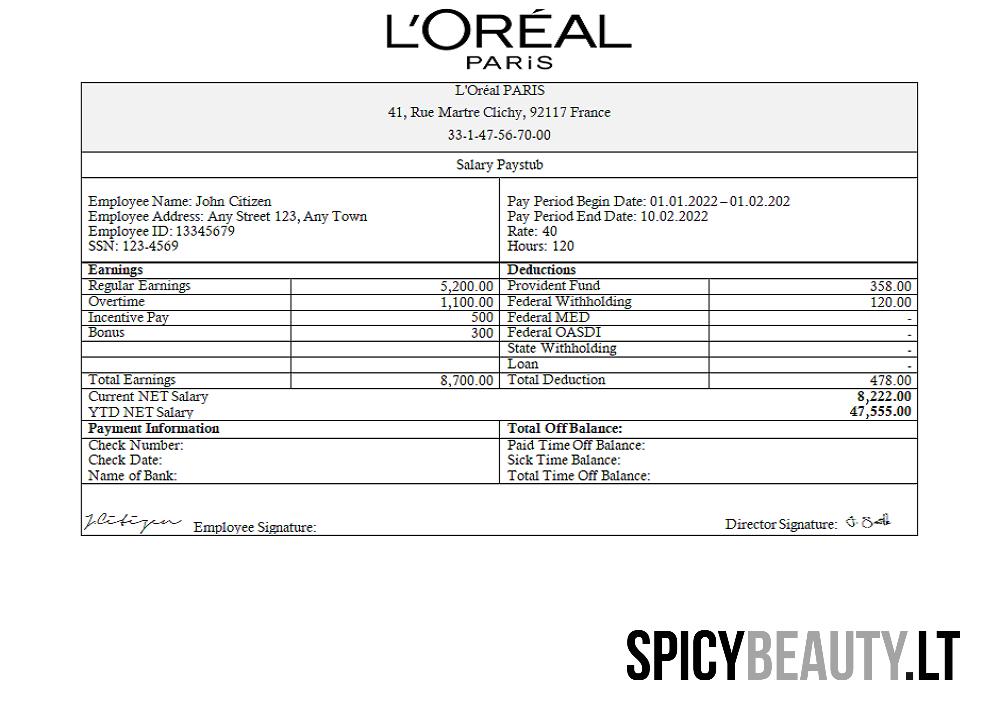 L'ORÉAL
PARiS
L'Oréal PARIS
41, Rue Martre Clichy, 92117 France
33-1-47-56-70-00
Salary Paystub
Employee Name: John Citizen
Employee Address: Any Street 123, Any Town
Employee ID: 13345679
SSN: 123-4569
Pay Period Begin Date: 01.01.2022 – 01.02.202
Pay Period End Date: 10.02.2022
Rate: 40
Hours: 120
Earnings Deductions
Regular Earnings 5,200.00 Provident Fund 358.00
Overtime 1,100.00 Federal Withholding 120.00
Incentive Pay 500 Federal MED -
Bonus 300 Federal OASDI -
State Withholding -
Loan -
Total Earnings 8,700.00 Total Deduction 478.00
Current NET Salary 8,222.00
YTD NET Salary 47,555.00
Payment Information Total Off Balance:
Check Number: Paid Time Off Balance:
Check Date: Sick Time Balance:
Name of Bank: Total Time Off Balance:
J.Citizen Employee Signature: Director Signature:
SPICYBEAUTY.LT